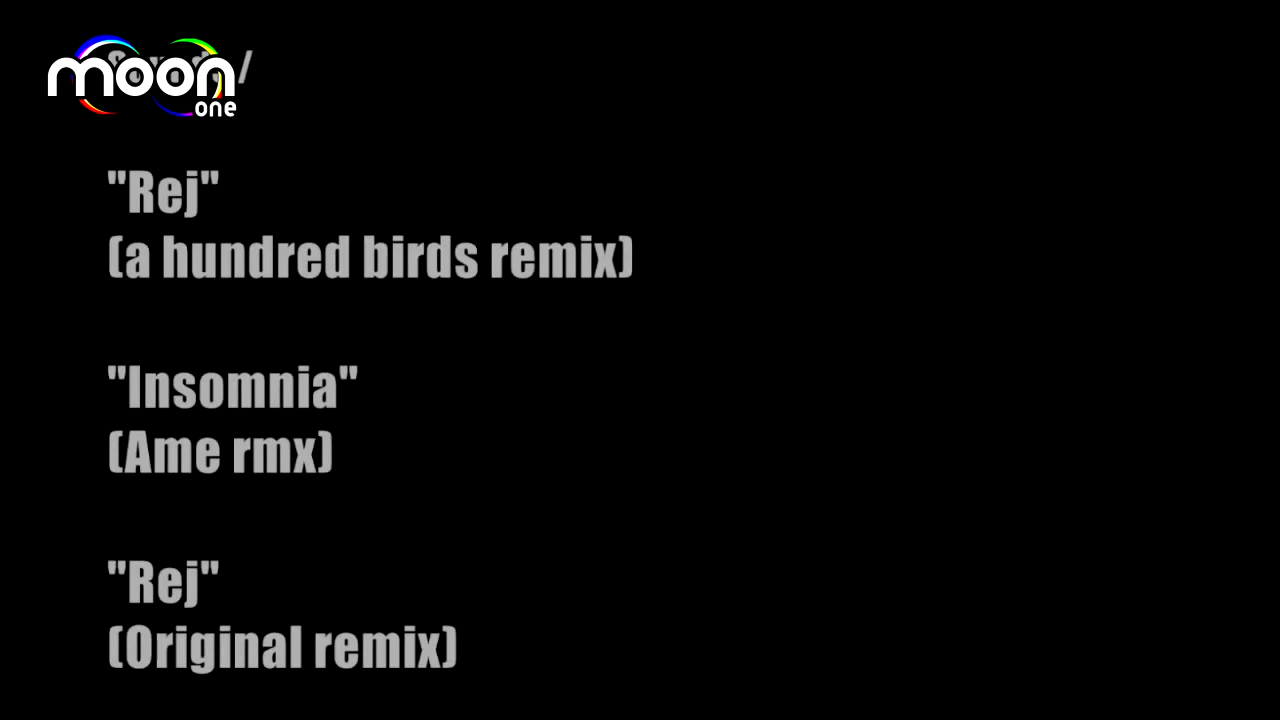 moon
one
"Rej"
(a hundred birds remix)
"Insomnia"
(Ame rmx)
"Rej"
(Original remix)